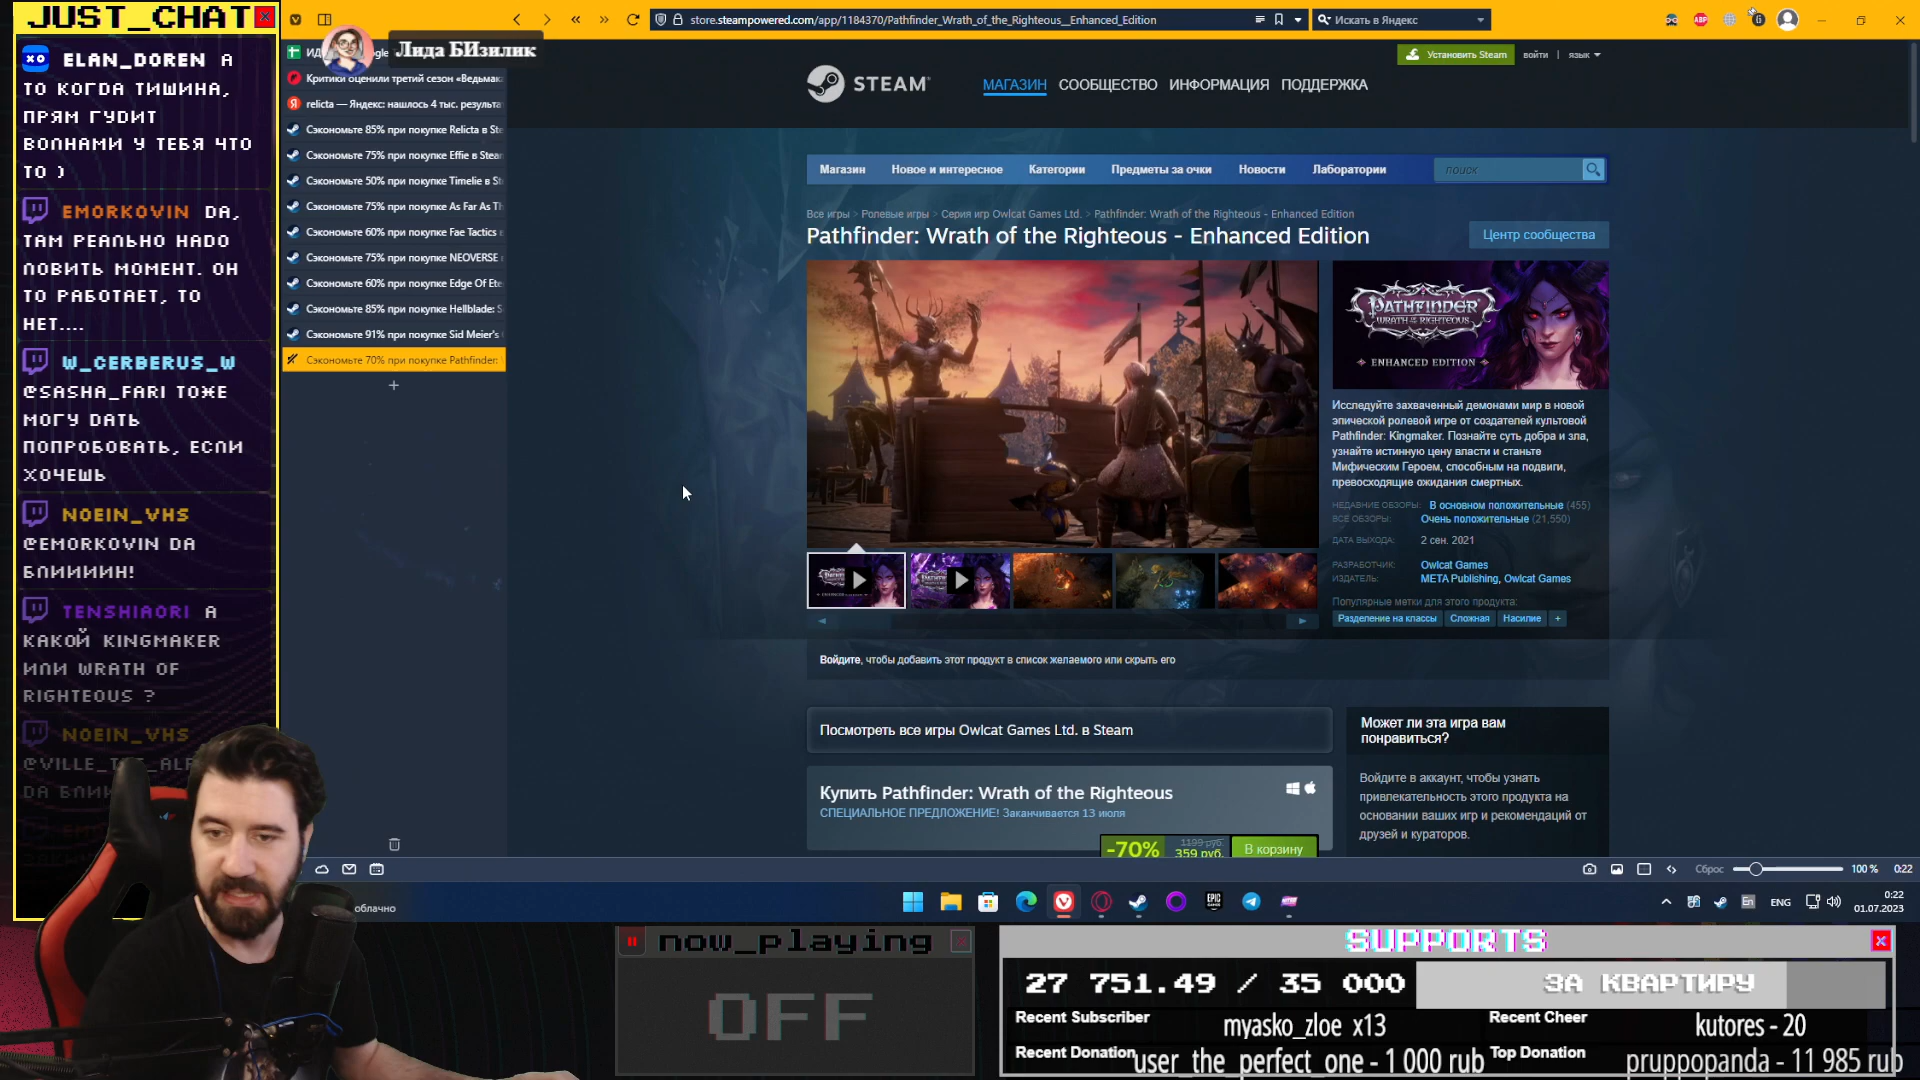 JUST_CHAT
ELAN_DOREN А
ТО КОГДА ТИШИНА,
ПРЯМ ГУДИТ
ВОЛНАМИ У ТЕБЯ ЧТО
ТО )
EMORKOVIN ДА,
ТАМ РЕАЛЬНО НАДО
ЛОВИТЬ МОМЕНТ. ОН
ТО РАБОТАЕТ, ТО
НЕТ....
W_CERBERUS_W
@SASHA_FARI ТОЖЕ
МОГУ DАТЬ
ПОПРОБОВАТЬ, ЕСЛИ
ХОЧЕШЬ
NOEIN_VHS
@EMORKOVIN DА
БЛИИИИН!
TENSHIAORI А
КАКОЙ KINGMAKER
ИЛИ WRATH OF
RIGHTEOUS ?
NOEIN_VHS
Лида БИзилик
Критики оценили третий сезон «Ведьмак
relicta — Яндекс: нашлось 4 тыс. результа
Сэкономьте 85% при покупке Relicta в Ste
Сэкономьте 75% при покупке Effie в Steam
Сэкономьте 50% при покупке Timelie в St
Сэкономьте 75% при покупке As Far As Th
Сэкономьте 60% при покупке Fae Tactics
Сэкономьте 75% при покупке NEOVERSE
Сэкономьте 60% при покупке Edge Of Ete
Сэкономьте 85% при покупке Hellblade: S
Сэкономьте 91% при покупке Sid Meier's
Сэкономьте 70% при покупке Pathfinder:
+
store.steampowered.com/app/1184370/Pathfinder_Wrath_of_the_Righteous__Enhanced_Edition
Искать в Яндекс
Установить Steam
войти | язык
STEAM
МАГАЗИН СООБЩЕСТВО ИНФОРМАЦИЯ ПОДДЕРЖКА
Магазин Новое и интересное Категории Предметы за очки Новости Лаборатории поиск
Все игры > Ролевые игры > Серия игр Owlcat Games Ltd. > Pathfinder: Wrath of the Righteous - Enhanced Edition
Pathfinder: Wrath of the Righteous - Enhanced Edition
Центр сообщества
PATHFINDER
WRATH OF THE RIGHTEOUS
ENHANCED EDITION
Исследуйте захваченный демонами мир в новой
эпической ролевой игре от создателей культовой
Pathfinder: Kingmaker. Познайте суть добра и зла,
узнайте истинную цену власти и станьте
Мифическим Героем, способным на подвиги,
превосходящие ожидания смертных.
НЕДАВНИЕ ОБЗОРЫ: В основном положительные (455)
ВСЕ ОБЗОРЫ: Очень положительные (21,550)
ДАТА ВЫХОДА: 2 сен. 2021
РАЗРАБОТЧИК: Owlcat Games
ИЗДАТЕЛЬ: META Publishing, Owlcat Games
Популярные метки для этого продукта:
Разделение на классы Сложная Насилие +
Войдите, чтобы добавить этот продукт в список желаемого или скрыть его
Посмотреть все игры Owlcat Games Ltd. в Steam
Купить Pathfinder: Wrath of the Righteous
СПЕЦИАЛЬНОЕ ПРЕДЛОЖЕНИЕ! Заканчивается 13 июля
-70% 1199 руб. 359 руб. В корзину
Может ли эта игра вам
понравиться?
Войдите в аккаунт, чтобы узнать
привлекательность этого продукта на
основании ваших игр и рекомендаций от
друзей и кураторов.
Сброс 100 % 0:22
облачно
ENG
0:22
01.07.2023
now_playing
OFF
SUPPORTS
27 751.49 / 35 000
ЗА КВАРТИРУ
Recent Subscriber myasko_zloe x13
Recent Cheer kutores - 20
Recent Donation user_the_perfect_one - 1 000 rub
Top Donation pruppopanda - 11 985 rub